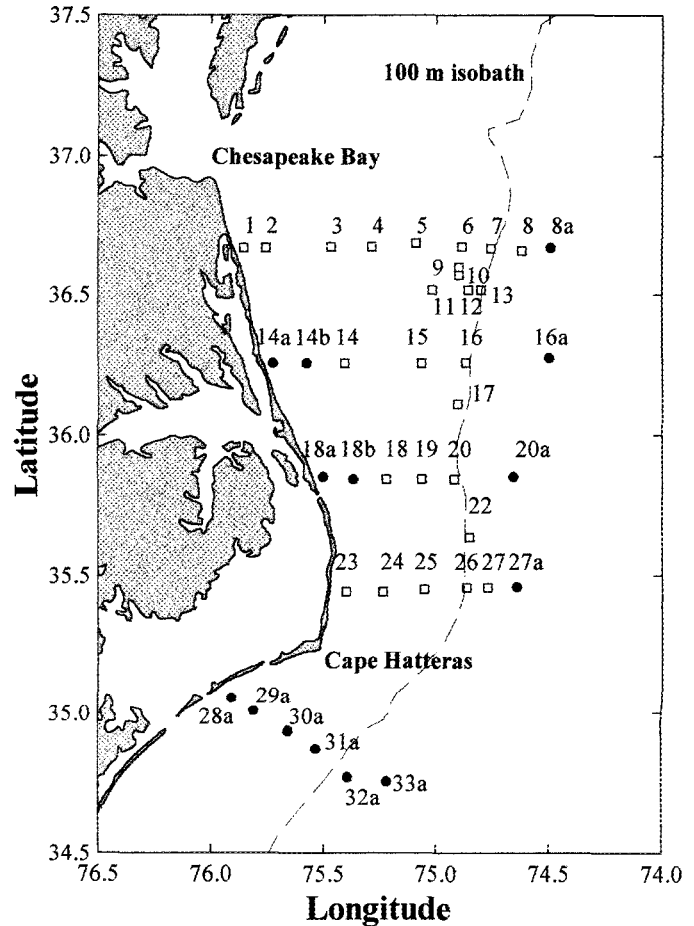 37.5
100 m isobath
37.0
Chesapeake Bay
1 2 3 4 5 6 7 8 8a
9
10
36.5
11 12 13
14a 14b 14 15 16 16a
17
36.0
18a 18b 18 19 20 20a
22
35.5
23 24 25 26 27 27a
Cape Hatteras
29a
28a
30a
35.0
31a
32a
33a
34.5
76.5 76.0 75.5 75.0 74.5 74.0
Latitude
Longitude